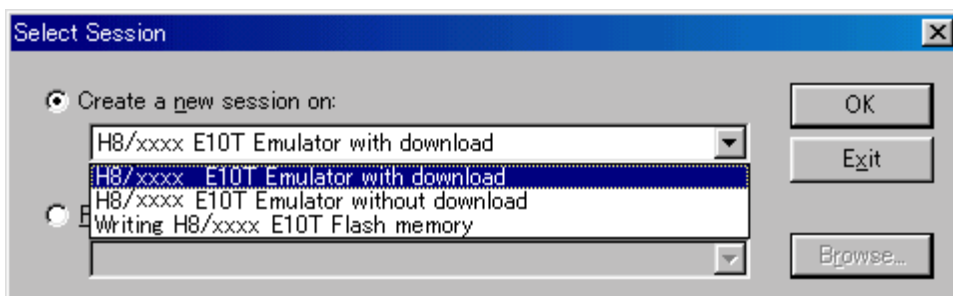 Select Session
Create a new session on:
OK
H8/xxxx E10T Emulator with download
Exit
H8/xxxx E10T Emulator with download
H8/xxxx E10T Emulator without download
Writing H8/xxxx E10T Flash memory
Browse...